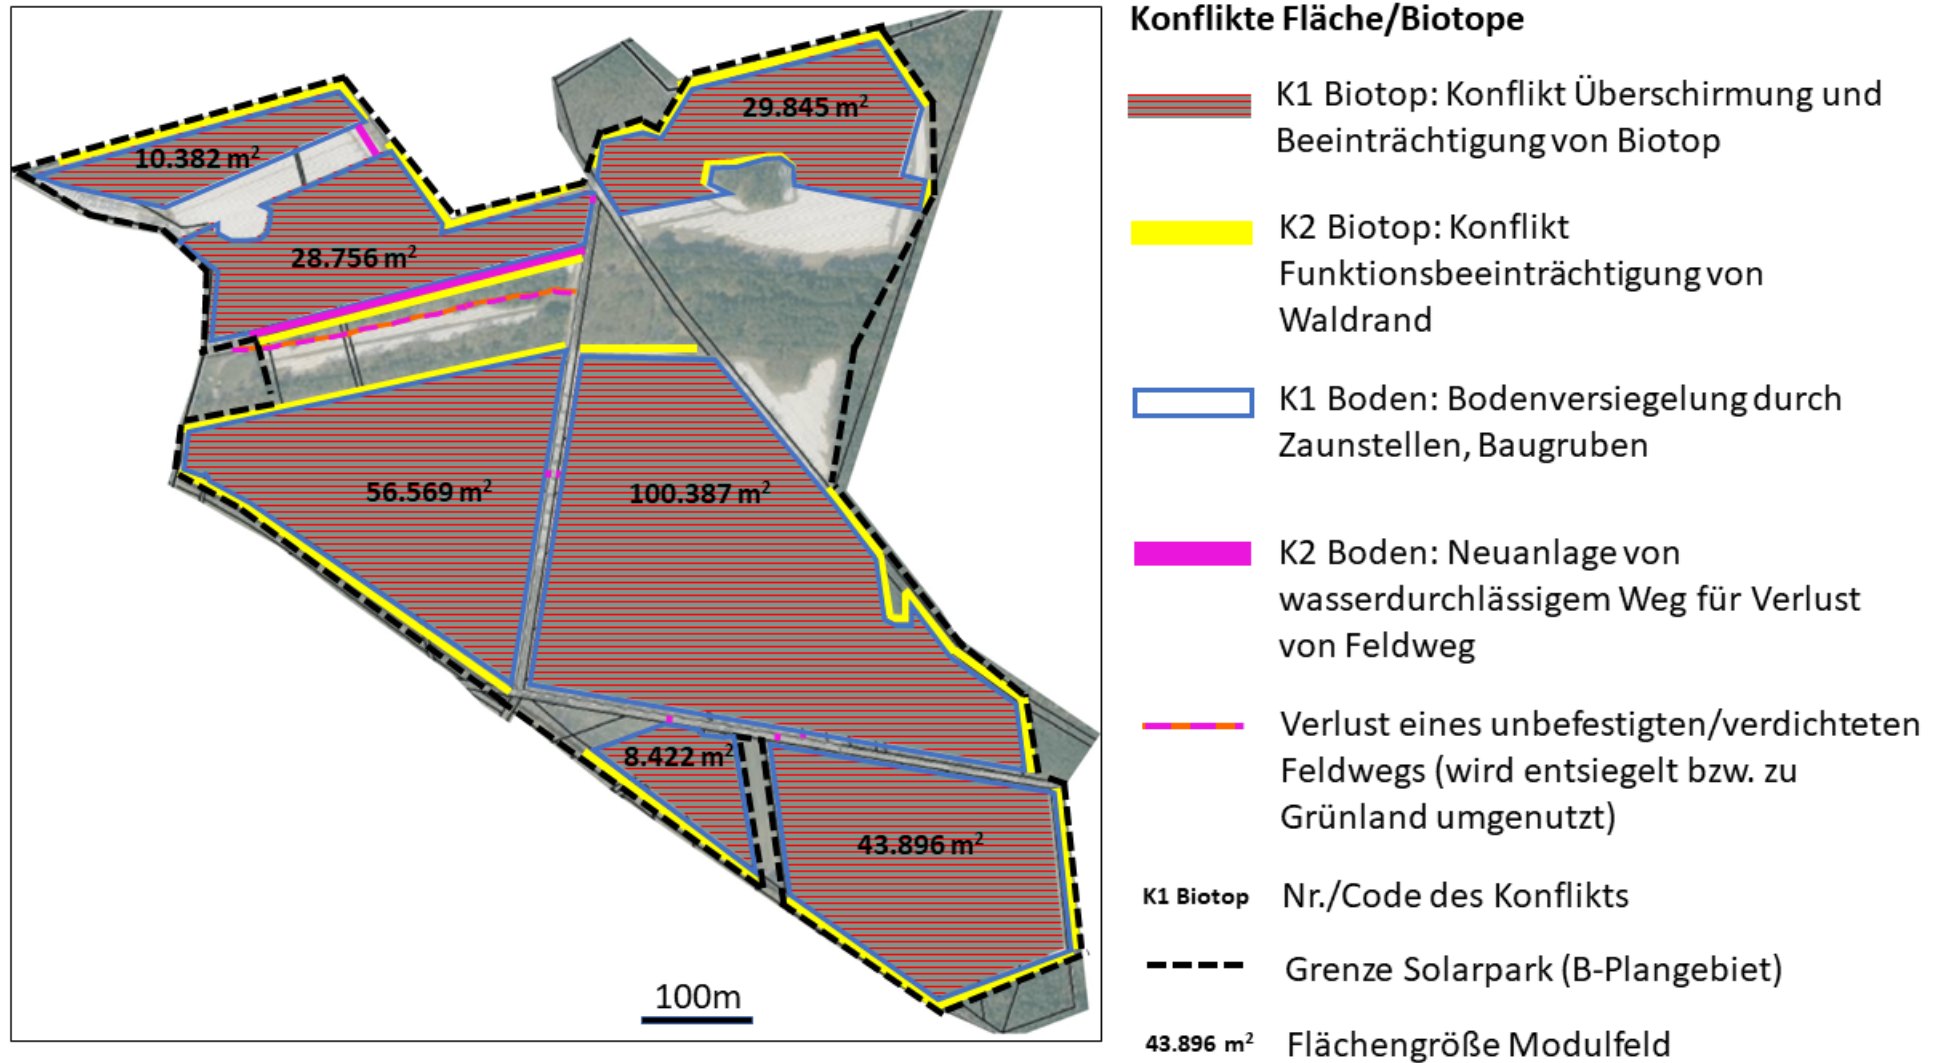 Konflikte Fläche/Biotope
29.845 m²
10.382 m²
28.756 m²
56.569 m²
100.387 m²
8.422 m²
43.896 m²
100m
K1 Biotop: Konflikt Überschirmung und
Beeinträchtigung von Biotop
K2 Biotop: Konflikt
Funktionsbeeinträchtigung von
Waldrand
K1 Boden: Bodenversiegelung durch
Zaunstellen, Baugruben
K2 Boden: Neuanlage von
wasserdurchlässigem Weg für Verlust
von Feldweg
Verlust eines unbefestigten/verdichteten
Feldwegs (wird entsiegelt bzw. zu
Grünland umgenutzt)
K1 Biotop Nr./Code des Konflikts
Grenze Solarpark (B-Plangebiet)
43.896 m² Flächengröße Modulfeld